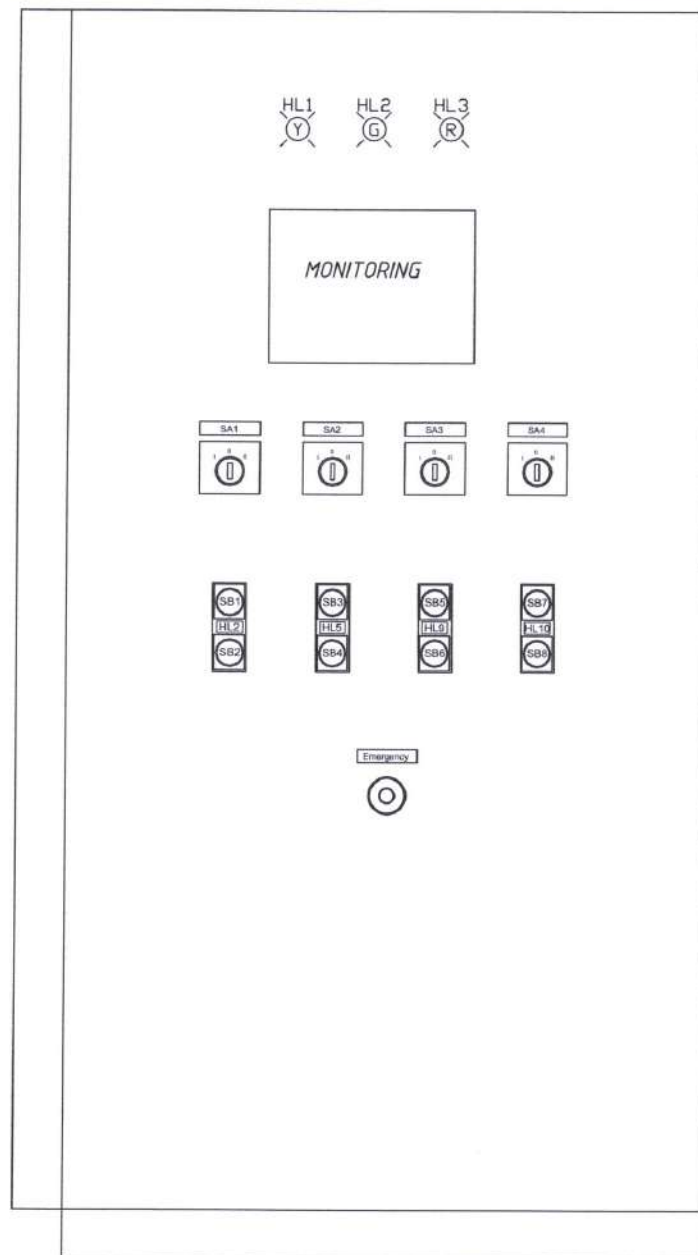 HL1 HL2 HL3
Y G R
MONITORING
SA1 SA2 SA3 SA4
SB1 SB3 SB5 SB7
HL2 HL5 HL9 HL10
SB2 SB4 SB6 SB8
Emergency